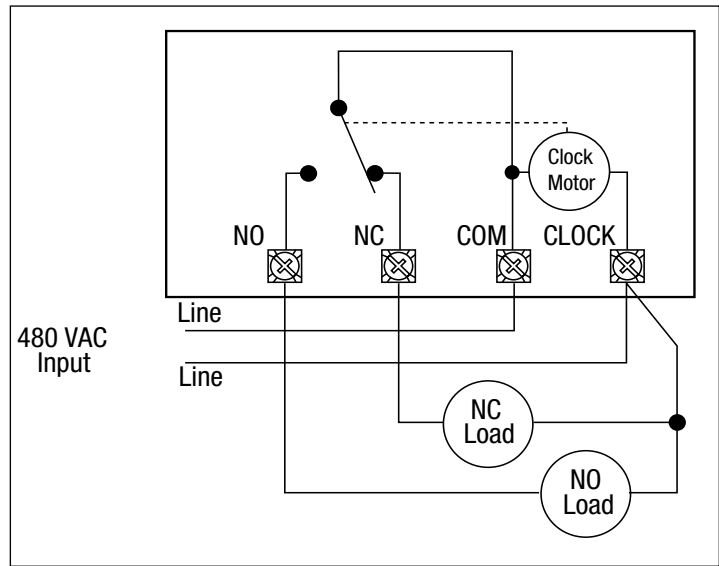 Clock
Motor
NO
NC
COM
CLOCK
Line
480 VAC
Input
Line
NC
Load
NO
Load